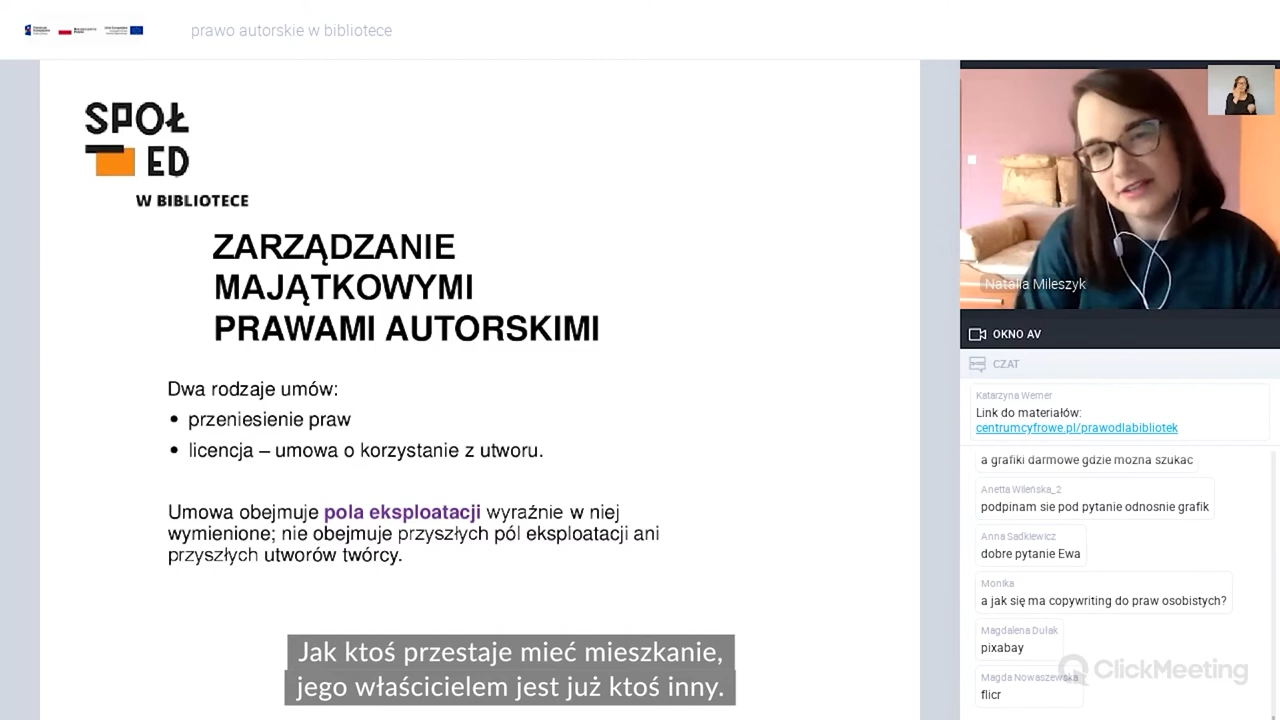 prawo autorskie w bibliotece
SPOŁ
ED
W BIBLIOTECE
ZARZĄDZANIE
MAJĄTKOWYMI
PRAWAMI AUTORSKIMI
Dwa rodzaje umów:
• przeniesienie praw
• licencja – umowa o korzystanie z utworu.
Umowa obejmuje pola eksploatacji wyraźnie w niej
wymienione; nie obejmuje przyszłych pól eksploatacji ani
przyszłych utworów twórcy.
Jak ktoś przestaje mieć mieszkanie,
jego właścicielem jest już ktoś inny.
Natalia Mileszyk
OKNO AV
CZAT
Katarzyna Werner
Link do materiałów:
centrumcyfrowe.pl/prawodlabibliotek
a grafiki darmowe gdzie mozna szukac
Anetta Wileńska_2
podpinam sie pod pytanie odnosnie grafik
Anna Sadkiewicz
dobre pytanie Ewa
Monika
a jak się ma copywriting do praw osobistych?
Magdalena Dułak
pixabay
Magda Nowaszewska
flicr
ClickMeeting